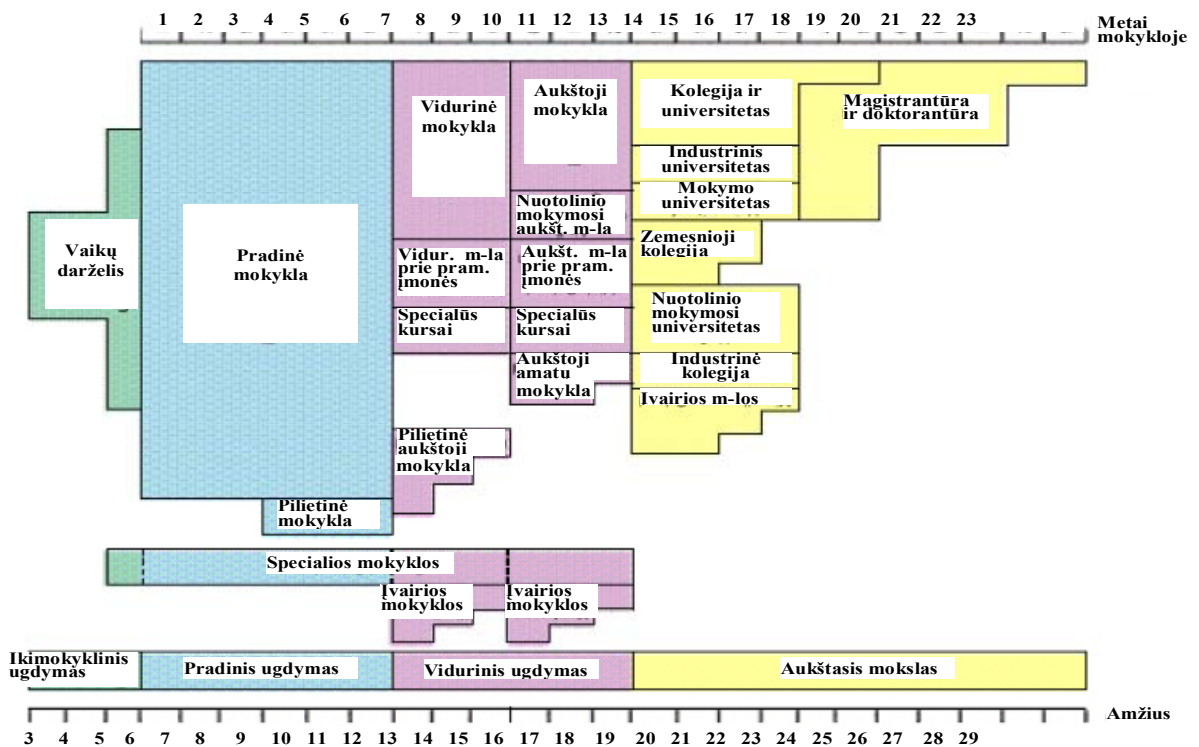 1 2 3 4 5 6 7 8 9 10 11 12 13 14 15 16 17 18 19 20 21 22 23
Metai
mokykloje
Vaikų
darželis
Pradinė
mokykla
Pilietinė
mokykla
Vidurinė
mokykla
Vidur. m-la
prie pram.
įmonės
Specialūs
kursai
Pilietinė
aukštoji
mokykla
Aukštoji
mokykla
Nuotolinio
mokymosi
aukšt. m-la
Aukšt. m-la
prie pram.
įmonės
Specialūs
kursai
Aukštoji
amatu
mokykla
Kolegija ir
universitetas
Industrinis
universitetas
Mokymo
universitetas
Zemesnioji
kolegija
Nuotolinio
mokymosi
universitetas
Industrinė
kolegija
Ivairios m-los
Magistrantūra
ir doktorantūra
Specialios mokyklos
Įvairios
mokyklos
Įvairios
mokyklos
Ikimokyklinis
ugdymas
Pradinis ugdymas
Vidurinis ugdymas
Aukštasis mokslas
Amžius
3 4 5 6 7 8 9 10 11 12 13 14 15 16 17 18 19 20 21 22 23 24 25 26 27 28 29